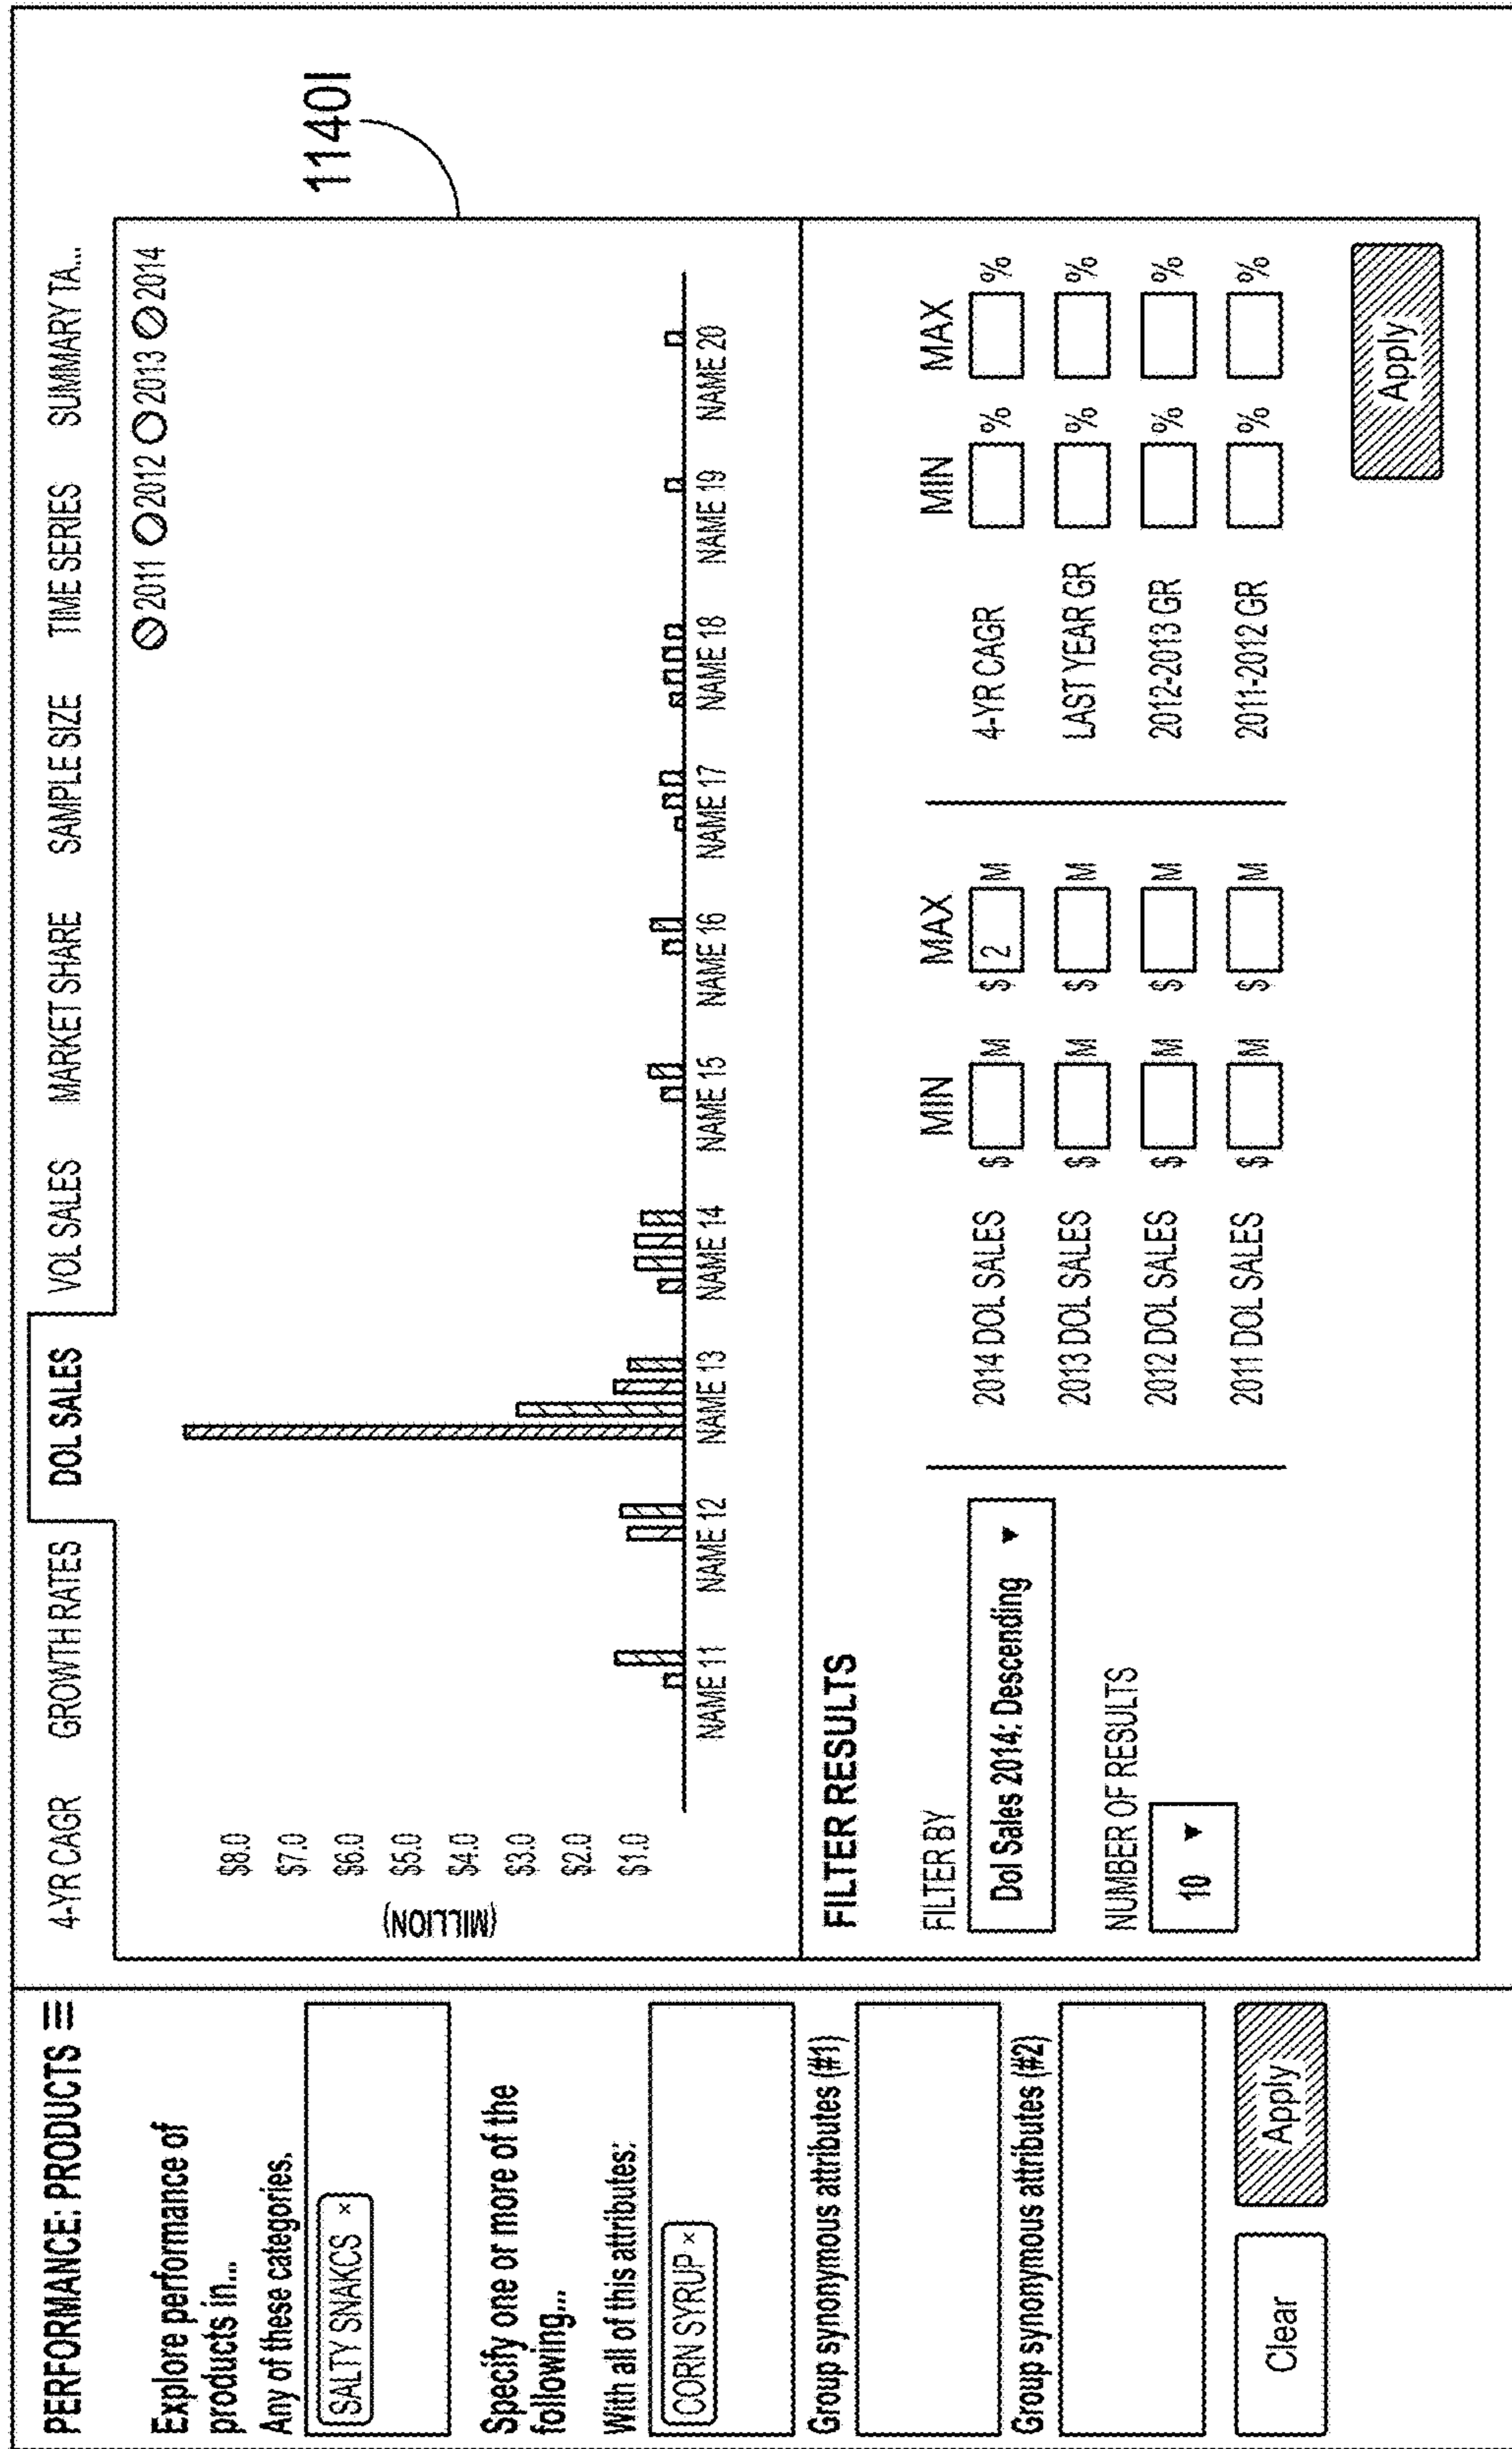 PERFORMANCE: PRODUCTS
Explore performance of
products in...
Any of these categories.
SALTY SNAKCS ×
Specify one or more of the
following...
With all of this attributes:
CORN SYRUP ×
Group synonymous attributes (#1)
Group synonymous attributes (#2)
Clear
Apply
4-YR CAGR GROWTH RATES DOL SALES VOL SALES MARKET SHARE SAMPLE SIZE TIME SERIES SUMMARY TA...
2011 2012 2013 2014
(MILLION)
$8.0
$7.0
$6.0
$5.0
$4.0
$3.0
$2.0
$1.0
NAME 11 NAME 12 NAME 13 NAME 14 NAME 15 NAME 16 NAME 17 NAME 18 NAME 19 NAME 20
1140I
FILTER RESULTS
FILTER BY
Dol Sales 2014: Descending ▼
NUMBER OF RESULTS
10 ▼
MIN MAX
2014 DOL SALES $ M $ 2 M
2013 DOL SALES $ M $ M
2012 DOL SALES $ M $ M
2011 DOL SALES $ M $ M
MIN MAX
4-YR CAGR % %
LAST YEAR GR % %
2012-2013 GR % %
2011-2012 GR % %
Apply